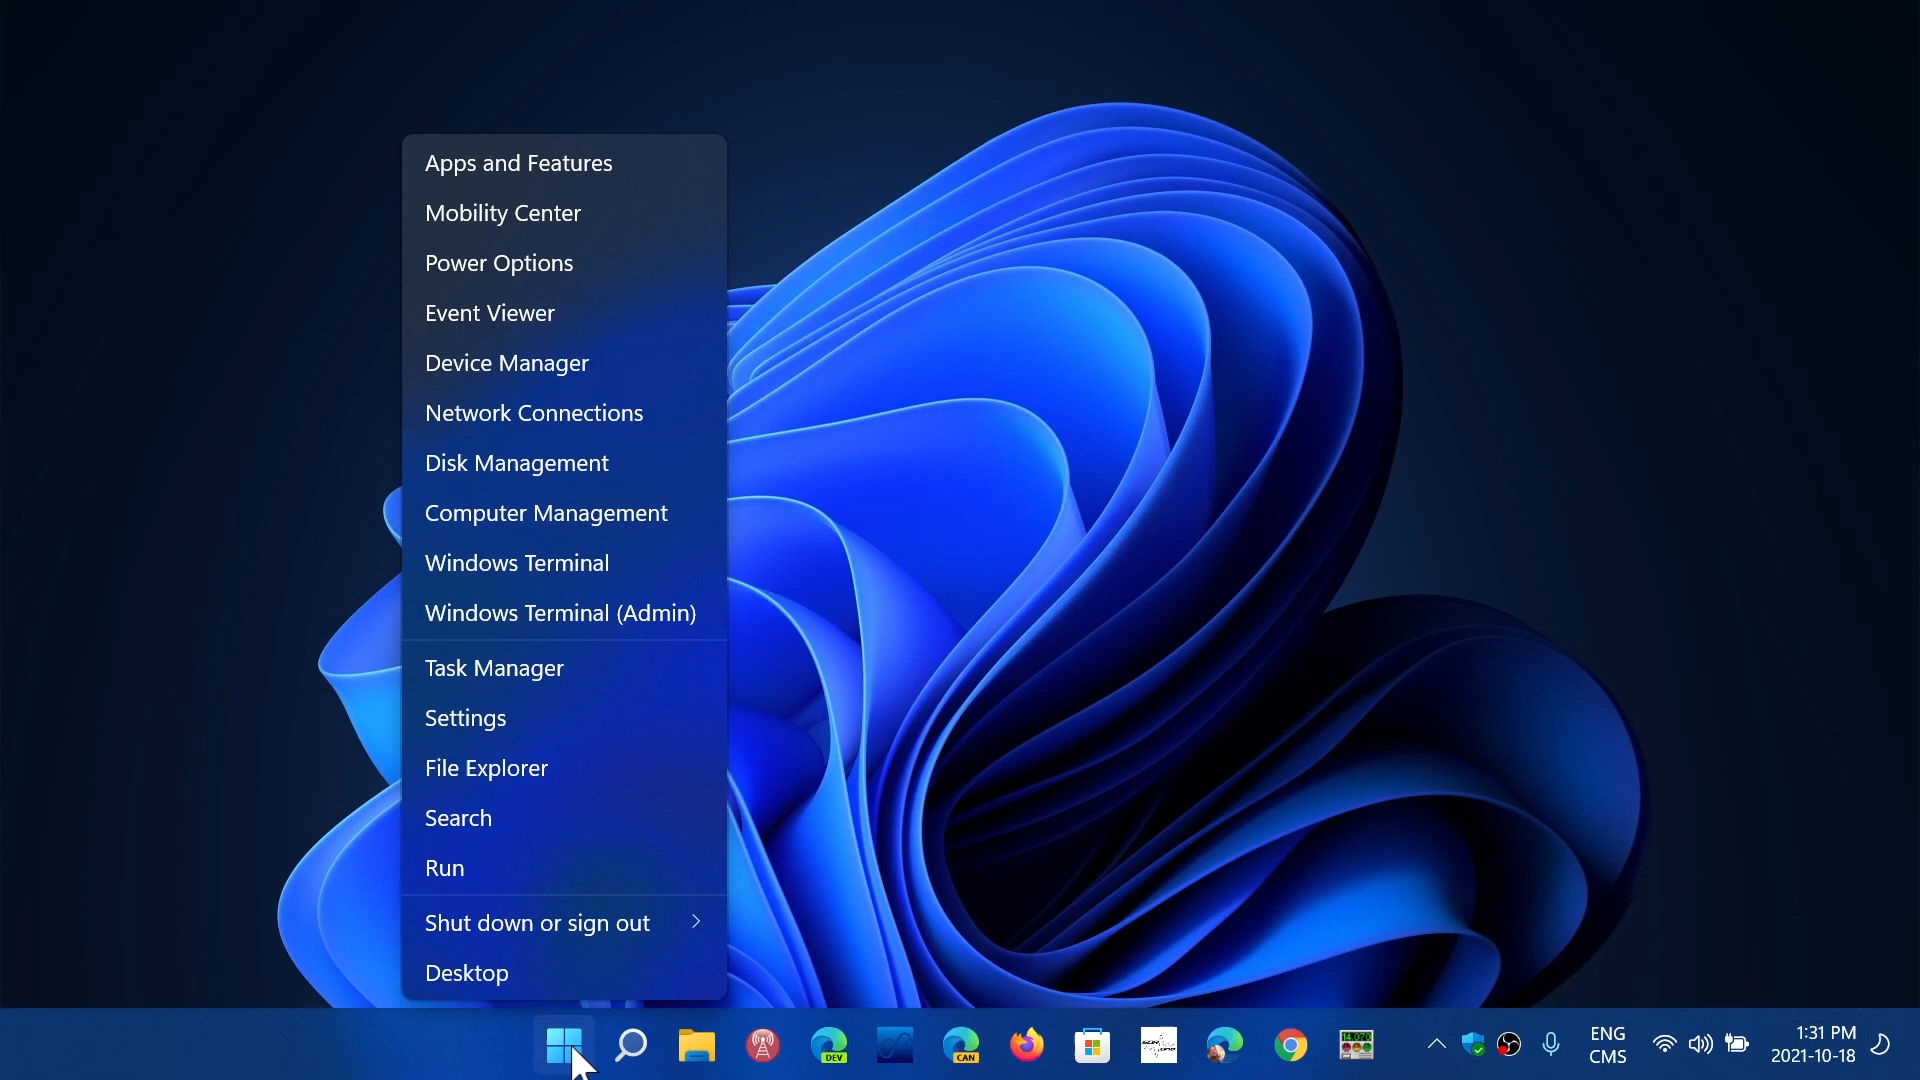 Apps and Features
Mobility Center
Power Options
Event Viewer
Device Manager
Network Connections
Disk Management
Computer Management
Windows Terminal
Windows Terminal (Admin)
Task Manager
Settings
File Explorer
Search
Run
Shut down or sign out
Desktop
DEV
CAN
ENG
CMS
1:31 PM
2021-10-18